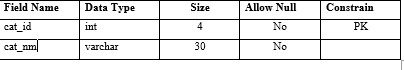 Field Name Data Type Size Allow Null Constrain
cat_id int 4 No PK
cat_nm varchar 30 No